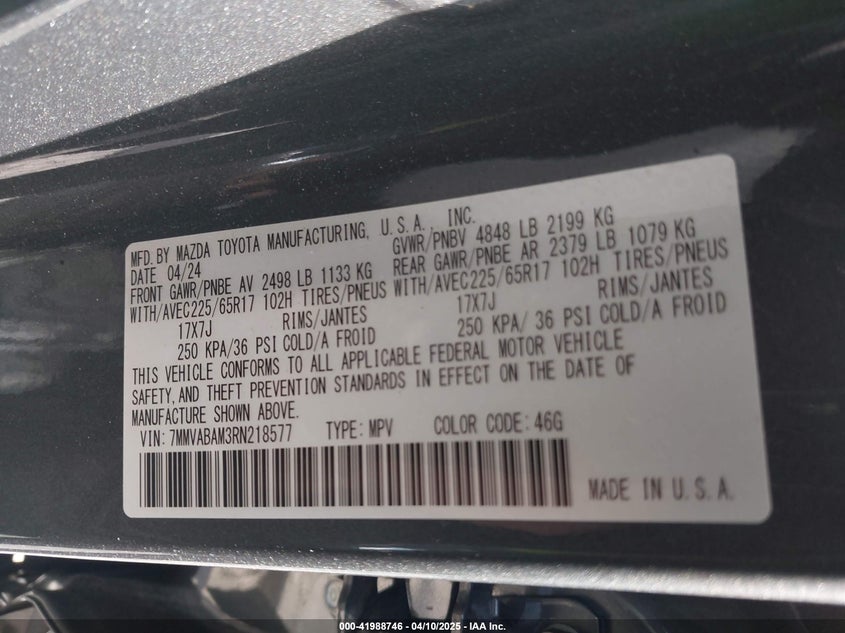 MFD. BY MAZDA TOYOTA MANUFACTURING, U.S.A., INC.
DATE 04/24 GVWR/PNBV 4848 LB 2199 KG
FRONT GAWR/PNBE AV 2498 LB 1133 KG REAR GAWR/PNBE AR 2379 LB 1079 KG
WITH/AVEC225/65R17 102H TIRES/PNEUS WITH/AVEC225/65R17 102H TIRES/PNEUS
17X7J RIMS/JANTES 17X7J RIMS/JANTES
250 KPA/36 PSI COLD/A FROID 250 KPA/ 36 PSI COLD/A FROID
THIS VEHICLE CONFORMS TO ALL APPLICABLE FEDERAL MOTOR VEHICLE
SAFETY, AND THEFT PREVENTION STANDARDS IN EFFECT ON THE DATE OF
MANUFACTURE SHOWN ABOVE.
VIN: 7MMVABAM3RN218577 TYPE: MPV COLOR CODE: 46G
MADE IN U.S.A.
000-41988746 - 04/10/2025 - IAA Inc.